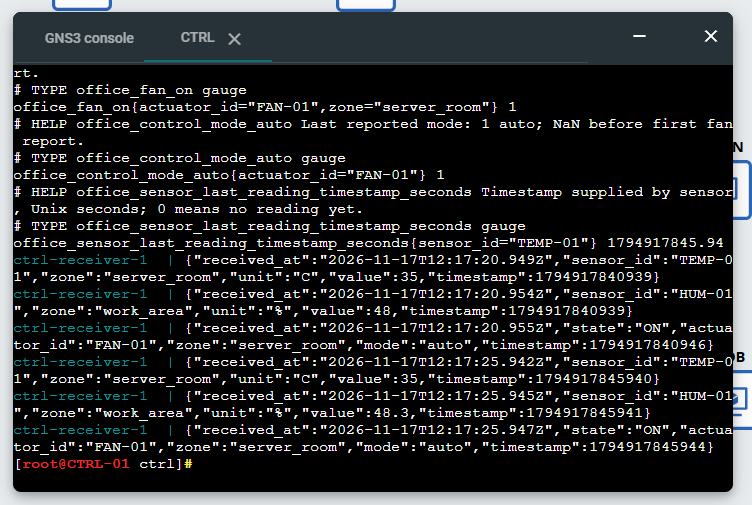 GNS3 console
CTRL
rt.
# TYPE office_fan_on gauge
office_fan_on{actuator_id="FAN-01",zone="server_room"} 1
# HELP office_control_mode_auto Last reported mode: 1 auto; NaN before first fan
 report.
# TYPE office_control_mode_auto gauge
office_control_mode_auto{actuator_id="FAN-01"} 1
# HELP office_sensor_last_reading_timestamp_seconds Timestamp supplied by sensor
, Unix seconds; 0 means no reading yet.
# TYPE office_sensor_last_reading_timestamp_seconds gauge
office_sensor_last_reading_timestamp_seconds{sensor_id="TEMP-01"} 1794917845.94
ctrl-receiver-1  | {"received_at":"2026-11-17T12:17:20.949Z","sensor_id":"TEMP-0
1","zone":"server_room","unit":"C","value":35,"timestamp":1794917840939}
ctrl-receiver-1  | {"received_at":"2026-11-17T12:17:20.954Z","sensor_id":"HUM-01
","zone":"work_area","unit":"%","value":48,"timestamp":1794917840939}
ctrl-receiver-1  | {"received_at":"2026-11-17T12:17:20.955Z","state":"ON","actua
tor_id":"FAN-01","zone":"server_room","mode":"auto","timestamp":1794917840946}
ctrl-receiver-1  | {"received_at":"2026-11-17T12:17:25.942Z","sensor_id":"TEMP-0
1","zone":"server_room","unit":"C","value":35,"timestamp":1794917845940}
ctrl-receiver-1  | {"received_at":"2026-11-17T12:17:25.945Z","sensor_id":"HUM-01
","zone":"work_area","unit":"%","value":48.3,"timestamp":1794917845941}
ctrl-receiver-1  | {"received_at":"2026-11-17T12:17:25.947Z","state":"ON","actua
tor_id":"FAN-01","zone":"server_room","mode":"auto","timestamp":1794917845944}
[root@CTRL-01 ctrl]#